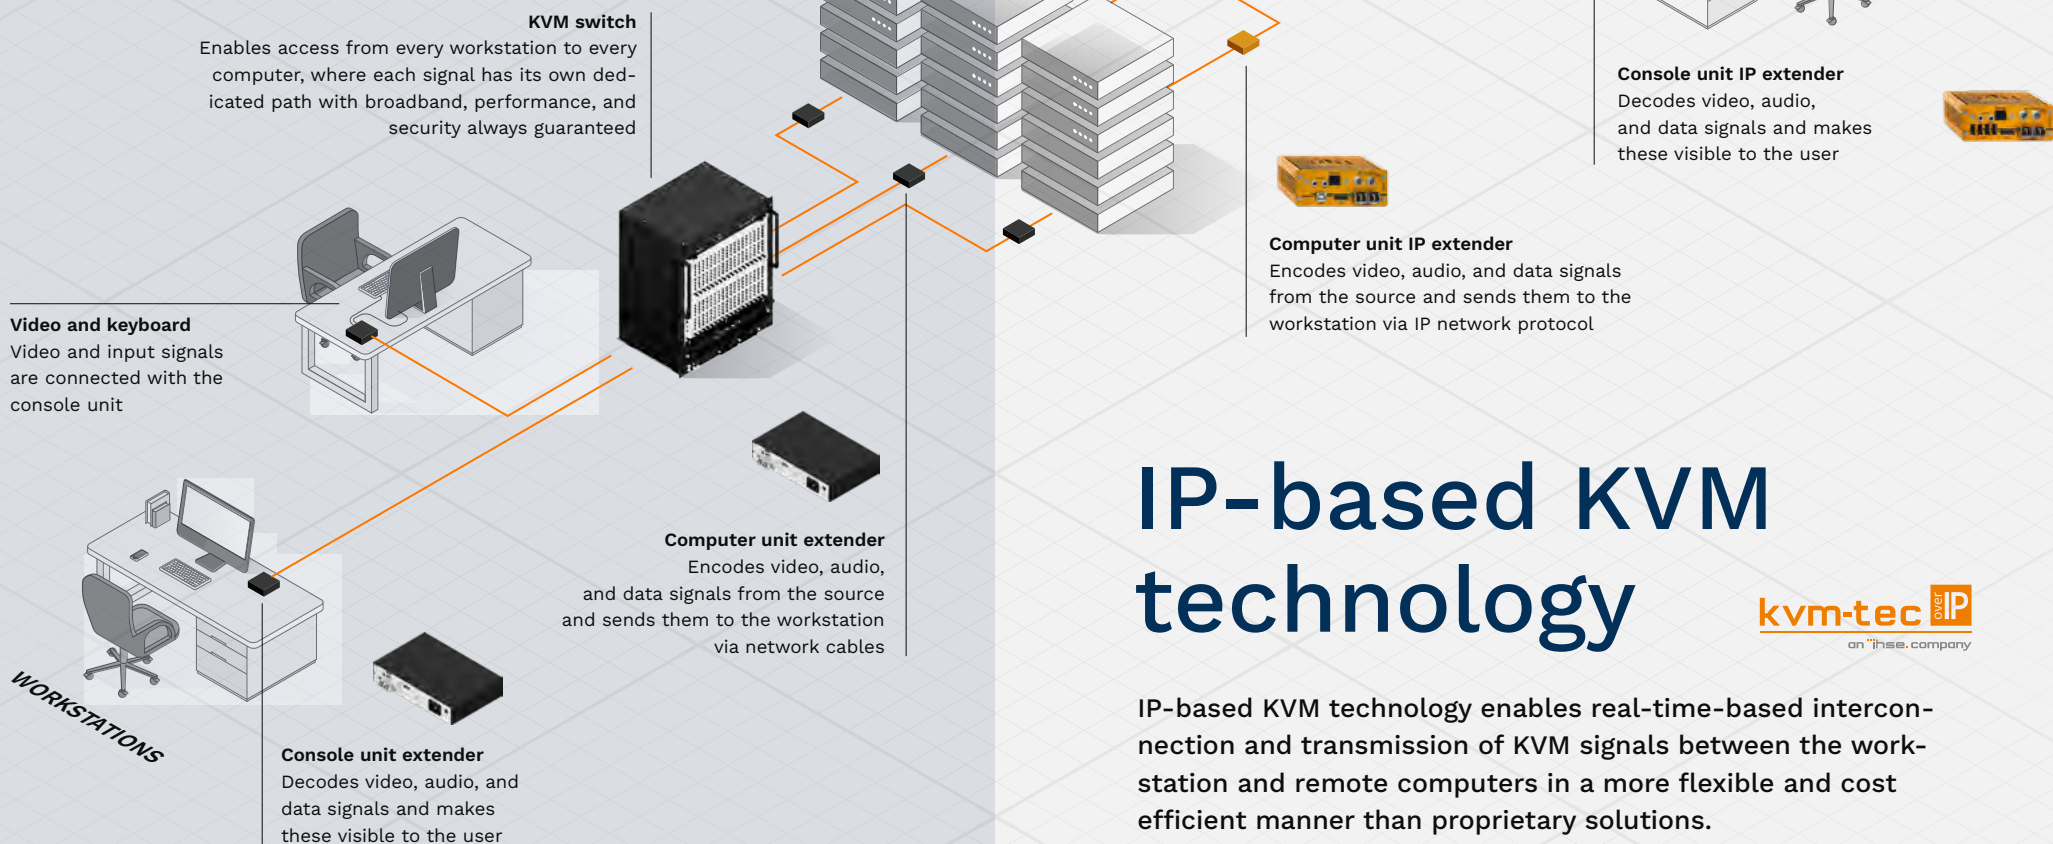 KVM switch
Enables access from every workstation to every
computer, where each signal has its own ded-
icated path with broadband, performance, and
security always guaranteed
Video and keyboard
Video and input signals
are connected with the
console unit
Computer unit extender
Encodes video, audio,
and data signals from the source
and sends them to the workstation
via network cables
WORKSTATIONS
Console unit extender
Decodes video, audio, and
data signals and makes
these visible to the user
Console unit IP extender
Decodes video, audio,
and data signals and makes
these visible to the user
Computer unit IP extender
Encodes video, audio, and data signals
from the source and sends them to the
workstation via IP network protocol
IP-based KVM
technology
kvm-tec over IP
an ihse. company
IP-based KVM technology enables real-time-based intercon-
nection and transmission of KVM signals between the work-
station and remote computers in a more flexible and cost
efficient manner than proprietary solutions.